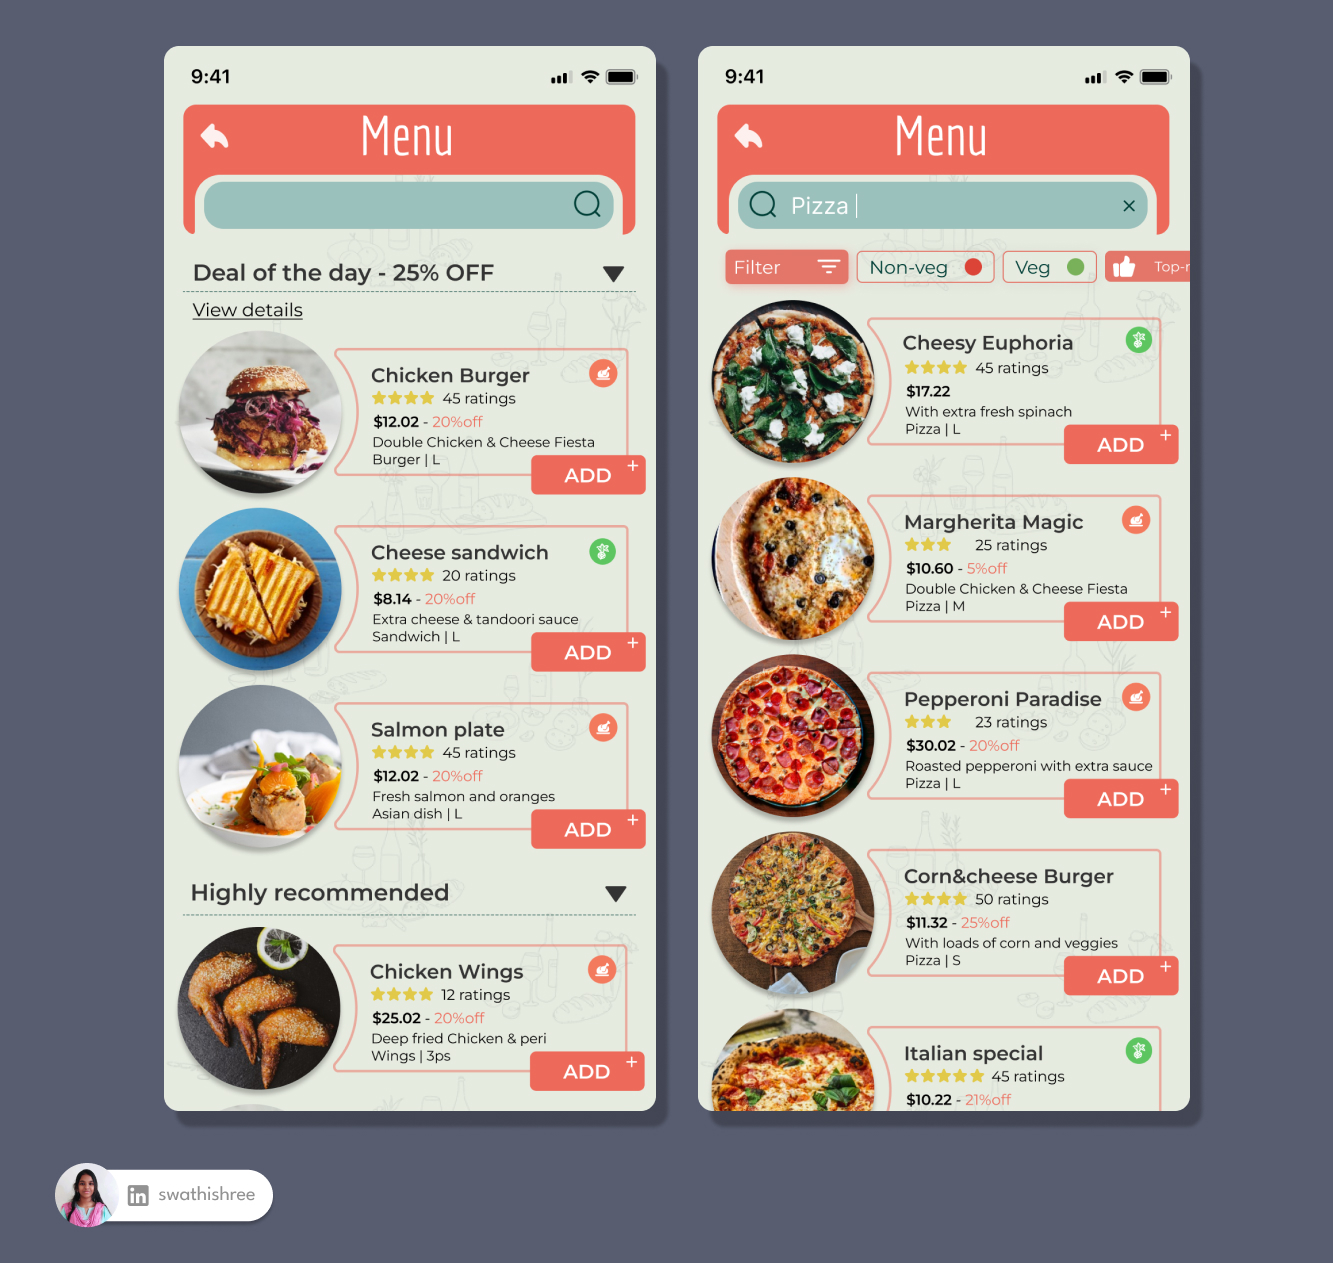 9:41
Menu
Deal of the day - 25% OFF
View details
Chicken Burger
45 ratings
$12.02 - 20%off
Double Chicken & Cheese Fiesta
Burger | L
ADD +
Cheese sandwich
20 ratings
$8.14 - 20%off
Extra cheese & tandoori sauce
Sandwich | L
ADD +
Salmon plate
45 ratings
$12.02 - 20%off
Fresh salmon and oranges
Asian dish | L
ADD +
Highly recommended
Chicken Wings
12 ratings
$25.02 - 20%off
Deep fried Chicken & peri
Wings | 3ps
ADD +
9:41
Menu
Pizza
Filter Non-veg Veg Top-r
Cheesy Euphoria
45 ratings
$17.22
With extra fresh spinach
Pizza | L
ADD +
Margherita Magic
25 ratings
$10.60 - 5%off
Double Chicken & Cheese Fiesta
Pizza | M
ADD +
Pepperoni Paradise
23 ratings
$30.02 - 20%off
Roasted pepperoni with extra sauce
Pizza | L
ADD +
Corn&cheese Burger
50 ratings
$11.32 - 25%off
With loads of corn and veggies
Pizza | S
ADD +
Italian special
45 ratings
$10.22 - 21%off
in swathishree